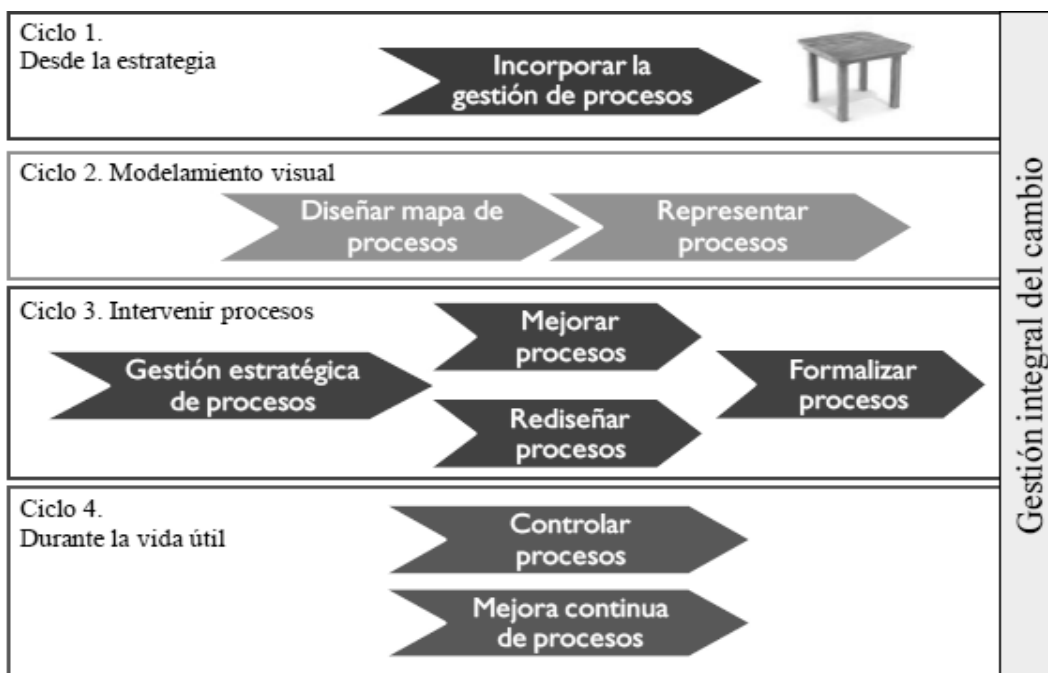 Ciclo 1.
Desde la estrategia
Incorporar la
gestión de procesos
Ciclo 2. Modelamiento visual
Diseñar mapa de
procesos
Representar
procesos
Ciclo 3. Intervenir procesos
Gestión estratégica
de procesos
Mejorar
procesos
Rediseñar
procesos
Formalizar
procesos
Ciclo 4.
Durante la vida útil
Controlar
procesos
Mejora continua
de procesos
Gestión integral del cambio